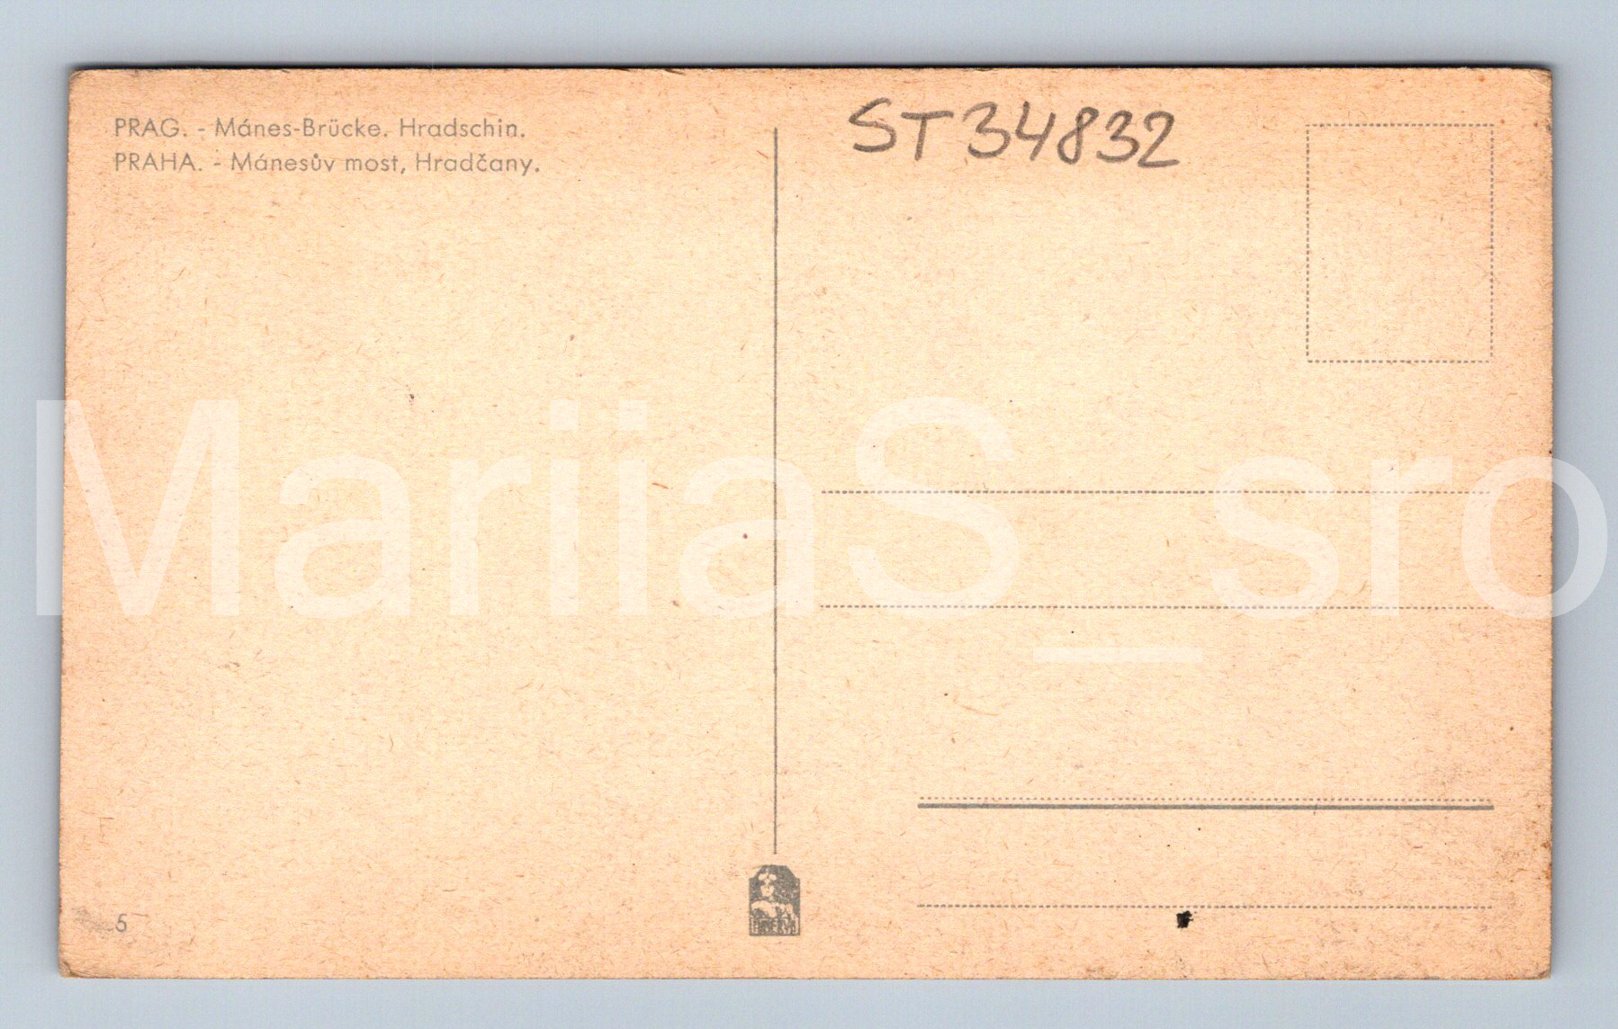 PRAG. - Mánes-Brücke. Hradschin.
PRAHA. - Mánesův most, Hradčany.
ST34832
MariiaS_sro
5